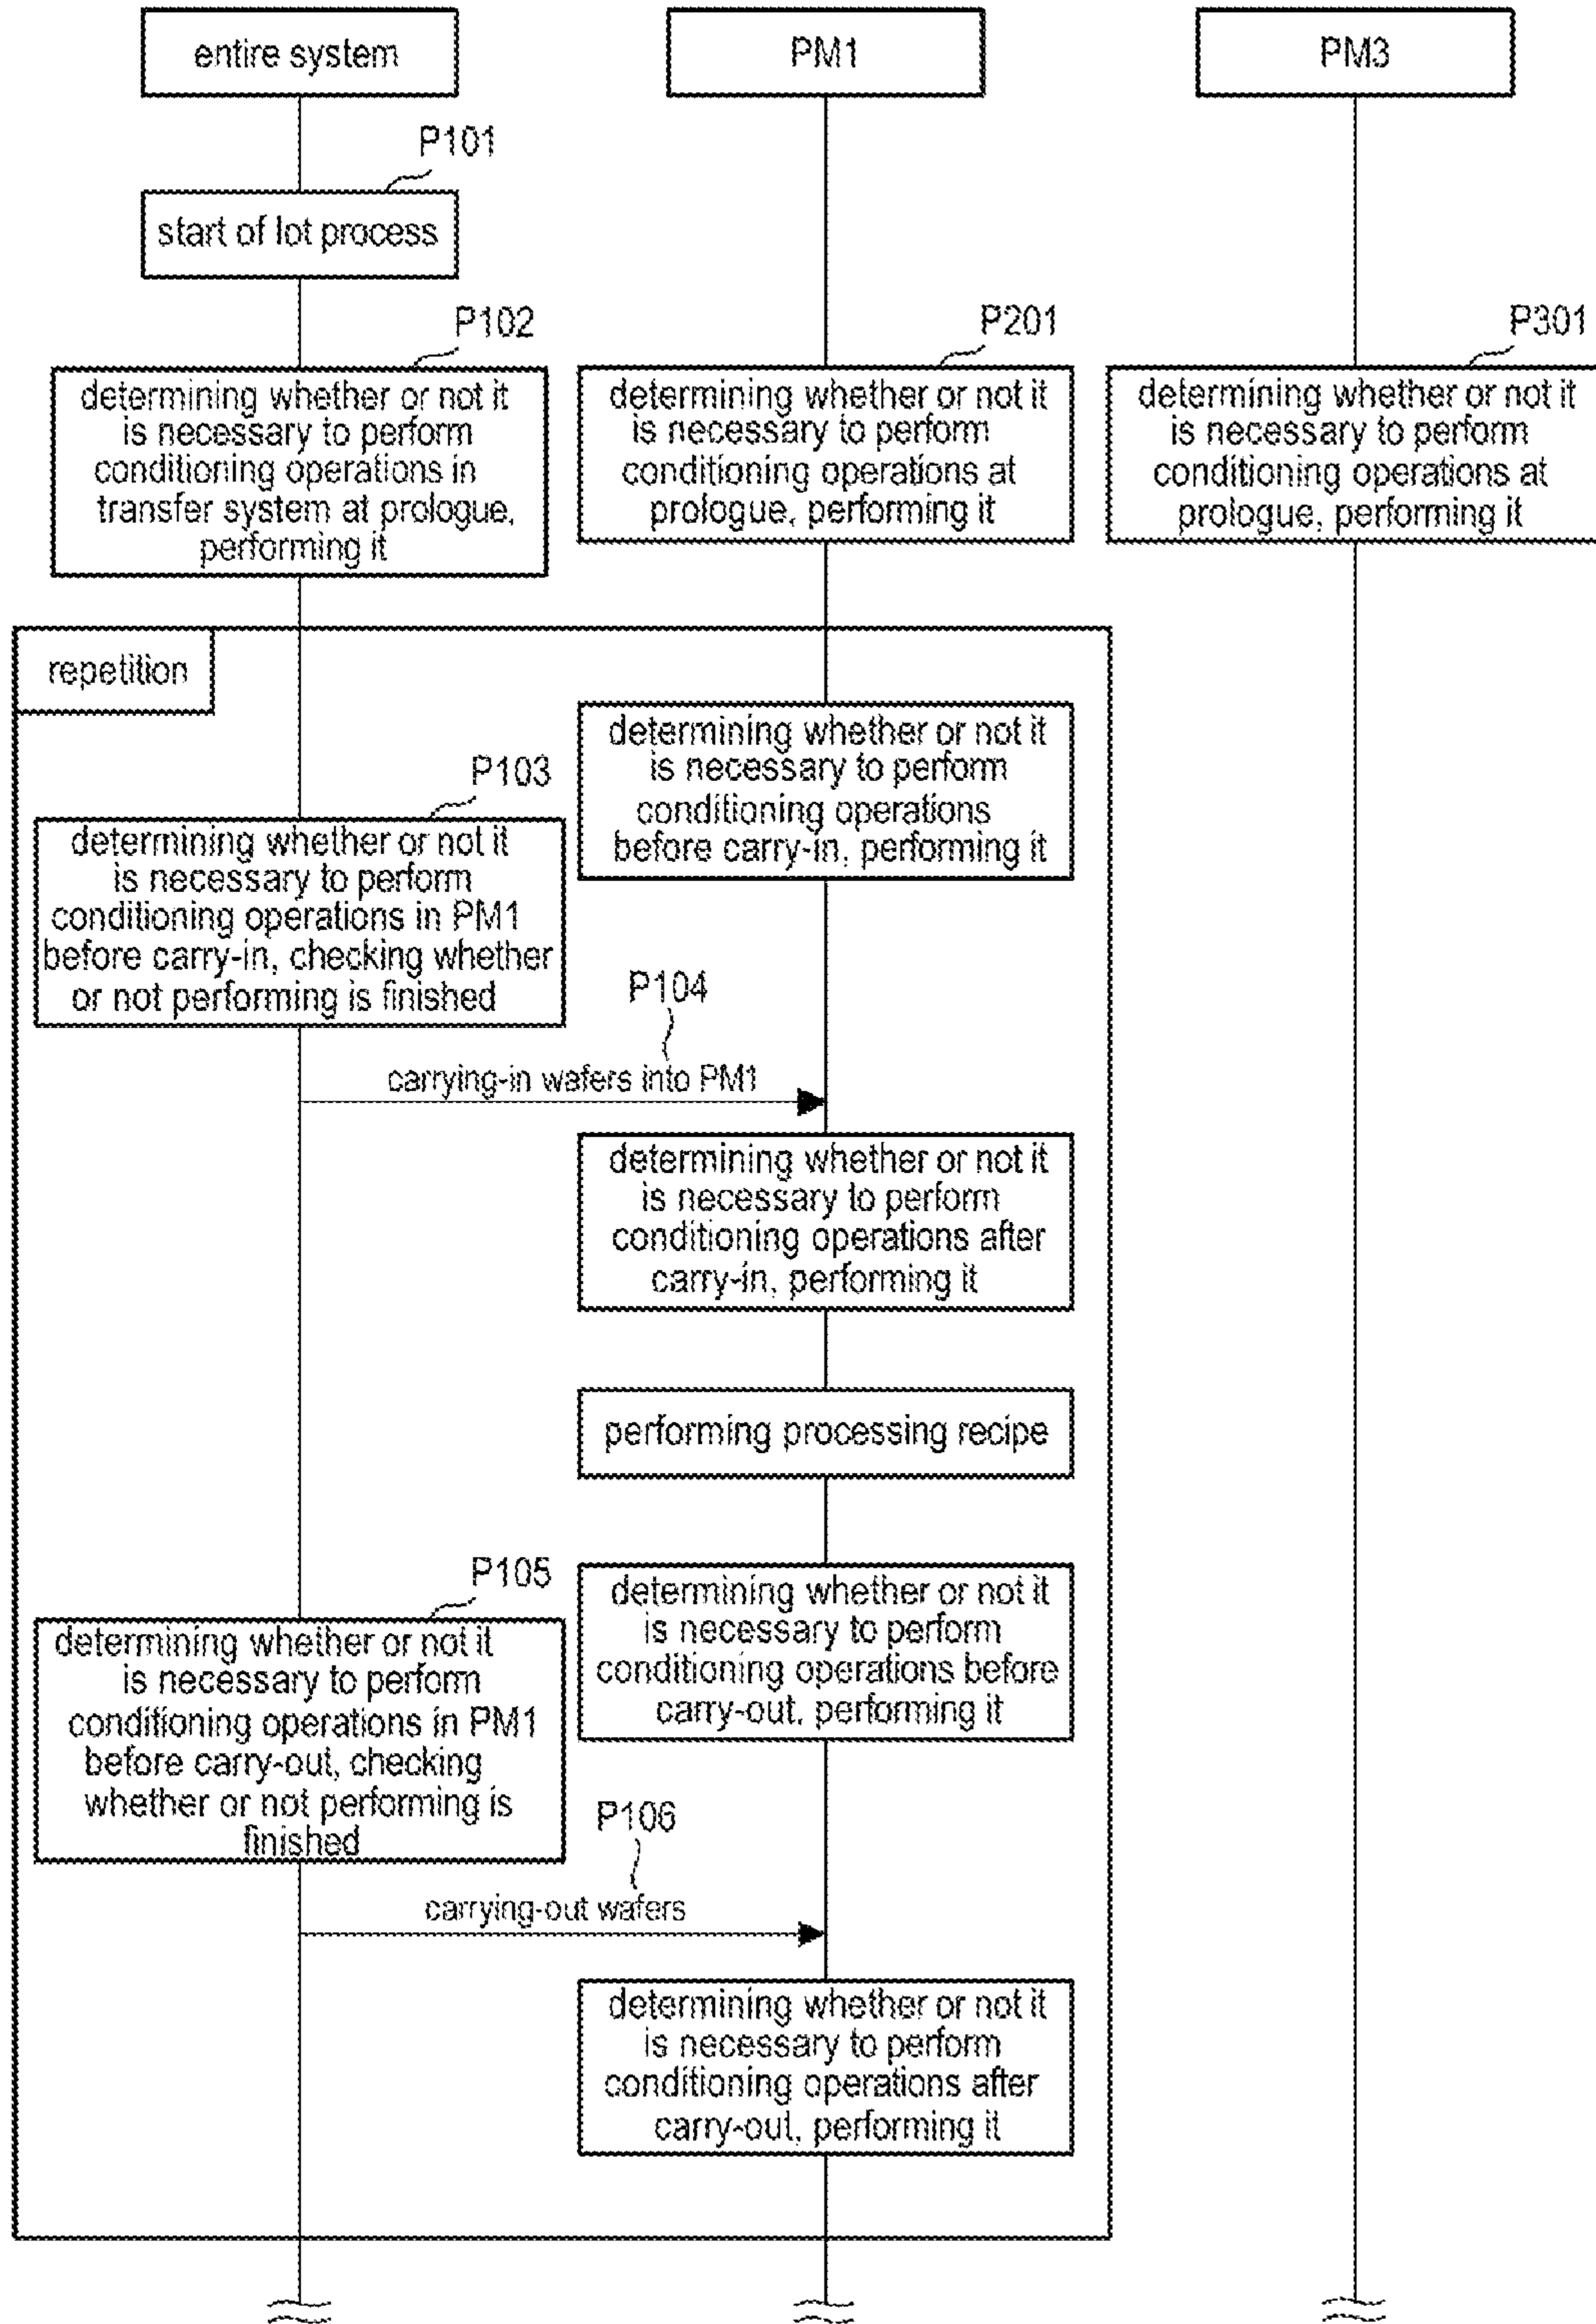 entire system
PM1
PM3
P101
start of lot process
P102
determining whether or not it
is necessary to perform
conditioning operations in
transfer system at prologue,
performing it
P201
determining whether or not it
is necessary to perform
conditioning operations at
prologue, performing it
P301
determining whether or not it
is necessary to perform
conditioning operations at
prologue, performing it
repetition
determining whether or not it
is necessary to perform
conditioning operations
before carry-in, performing it
P103
determining whether or not it
is necessary to perform
conditioning operations in PM1
before carry-in, checking whether
or not performing is finished
P104
carrying-in wafers into PM1
determining whether or not it
is necessary to perform
conditioning operations after
carry-in, performing it
performing processing recipe
determining whether or not it
is necessary to perform
conditioning operations before
carry-out, performing it
P105
determining whether or not it
is necessary to perform
conditioning operations in PM1
before carry-out, checking
whether or not performing is
finished
P106
carrying-out wafers
determining whether or not it
is necessary to perform
conditioning operations after
carry-out, performing it